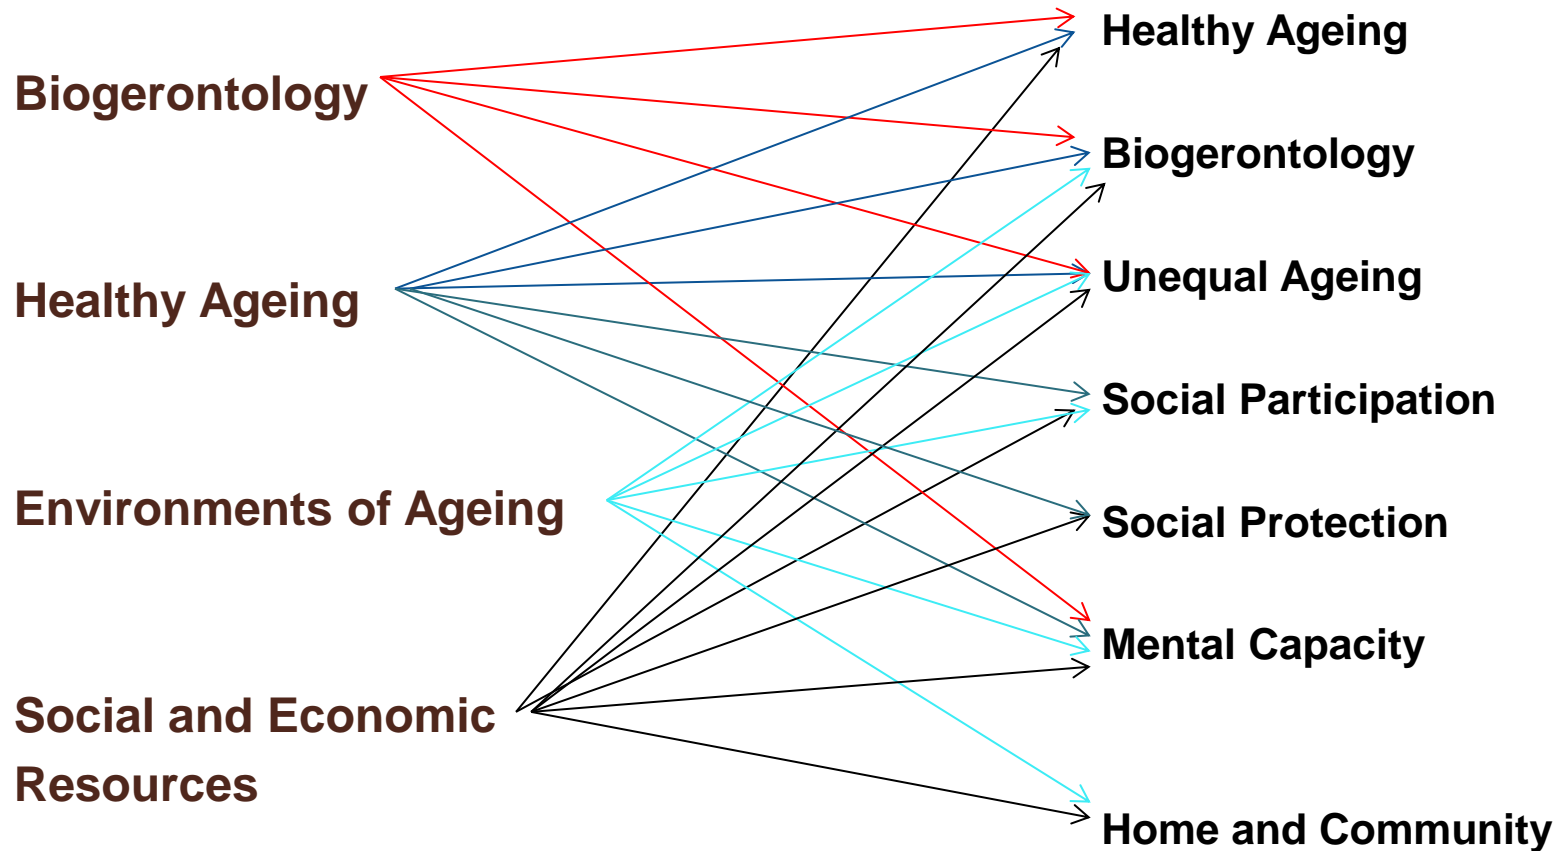 Biogerontology
Healthy Ageing
Environments of Ageing
Social and Economic
Resources
Healthy Ageing
Biogerontology
Unequal Ageing
Social Participation
Social Protection
Mental Capacity
Home and Community